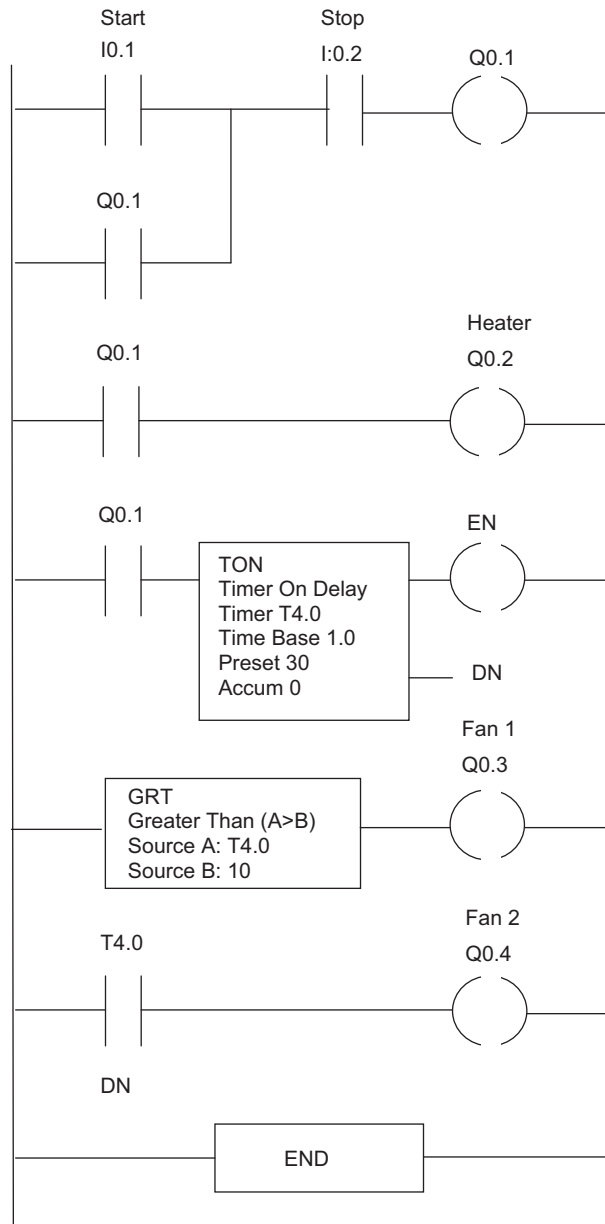 Start
Stop
I0.1
I:0.2
Q0.1
Q0.1
Heater
Q0.1
Q0.2
Q0.1
EN
TON
Timer On Delay
Timer T4.0
Time Base 1.0
Preset 30
Accum 0
DN
Fan 1
Q0.3
GRT
Greater Than (A>B)
Source A: T4.0
Source B: 10
Fan 2
T4.0
Q0.4
DN
END